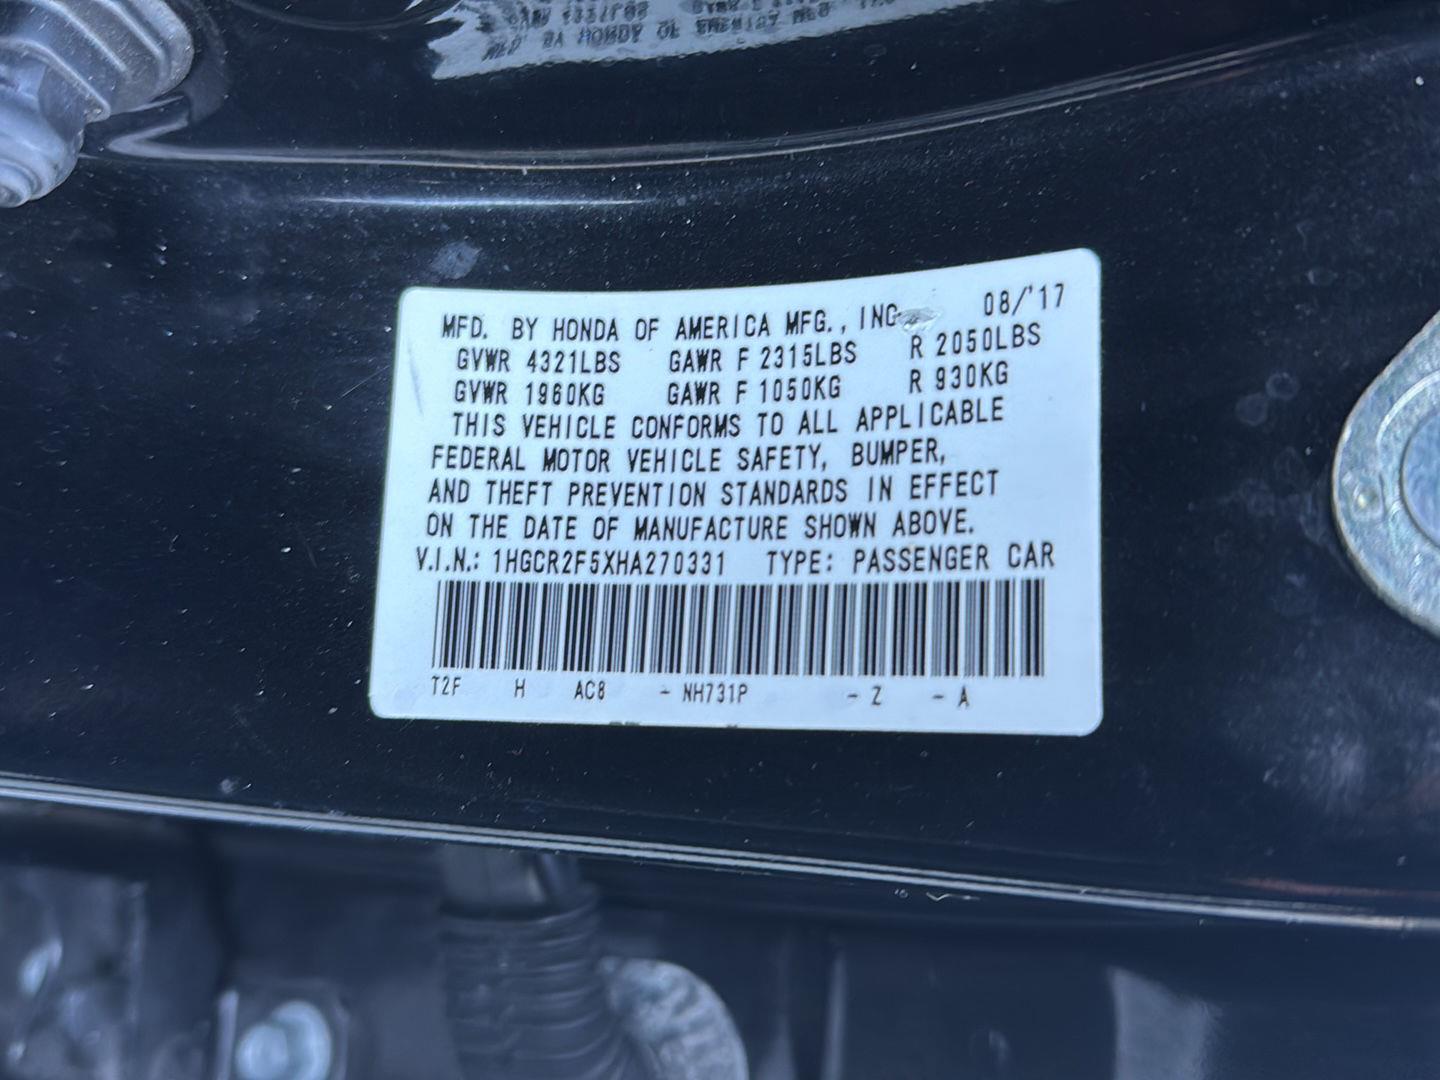 MFD. BY HONDA OF AMERICA MFG., INC 08/'17
GVWR 4321LBS GAWR F 2315LBS R 2050LBS
GVWR 1960KG GAWR F 1050KG R 930KG
THIS VEHICLE CONFORMS TO ALL APPLICABLE
FEDERAL MOTOR VEHICLE SAFETY, BUMPER,
AND THEFT PREVENTION STANDARDS IN EFFECT
ON THE DATE OF MANUFACTURE SHOWN ABOVE.
V.I.N.: 1HGCR2F5XHA270331 TYPE: PASSENGER CAR
T2F H AC8 - NH731P - Z - A